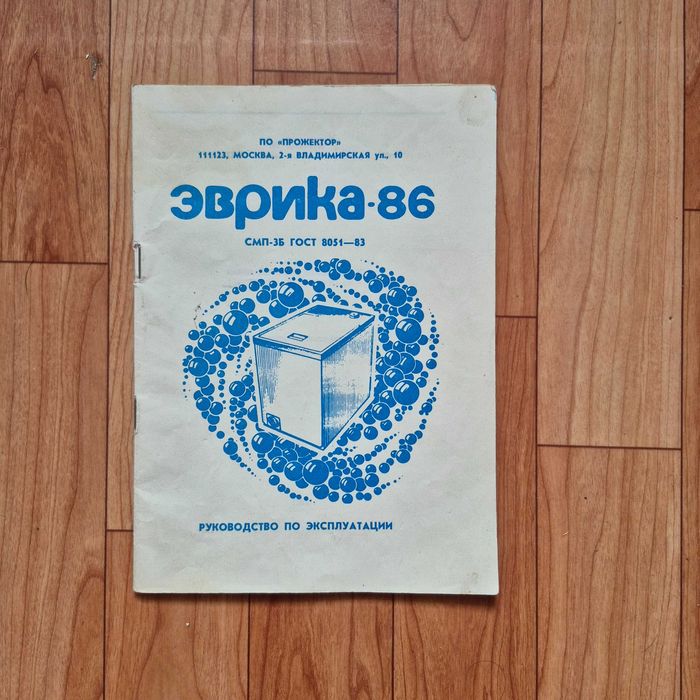 ПО «ПРОЖЕКТОР»
111123, МОСКВА, 2-я ВЛАДИМИРСКАЯ ул., 10
ЭВРИКА·86
СМП-3Б ГОСТ 8051—83
РУКОВОДСТВО ПО ЭКСПЛУАТАЦИИ